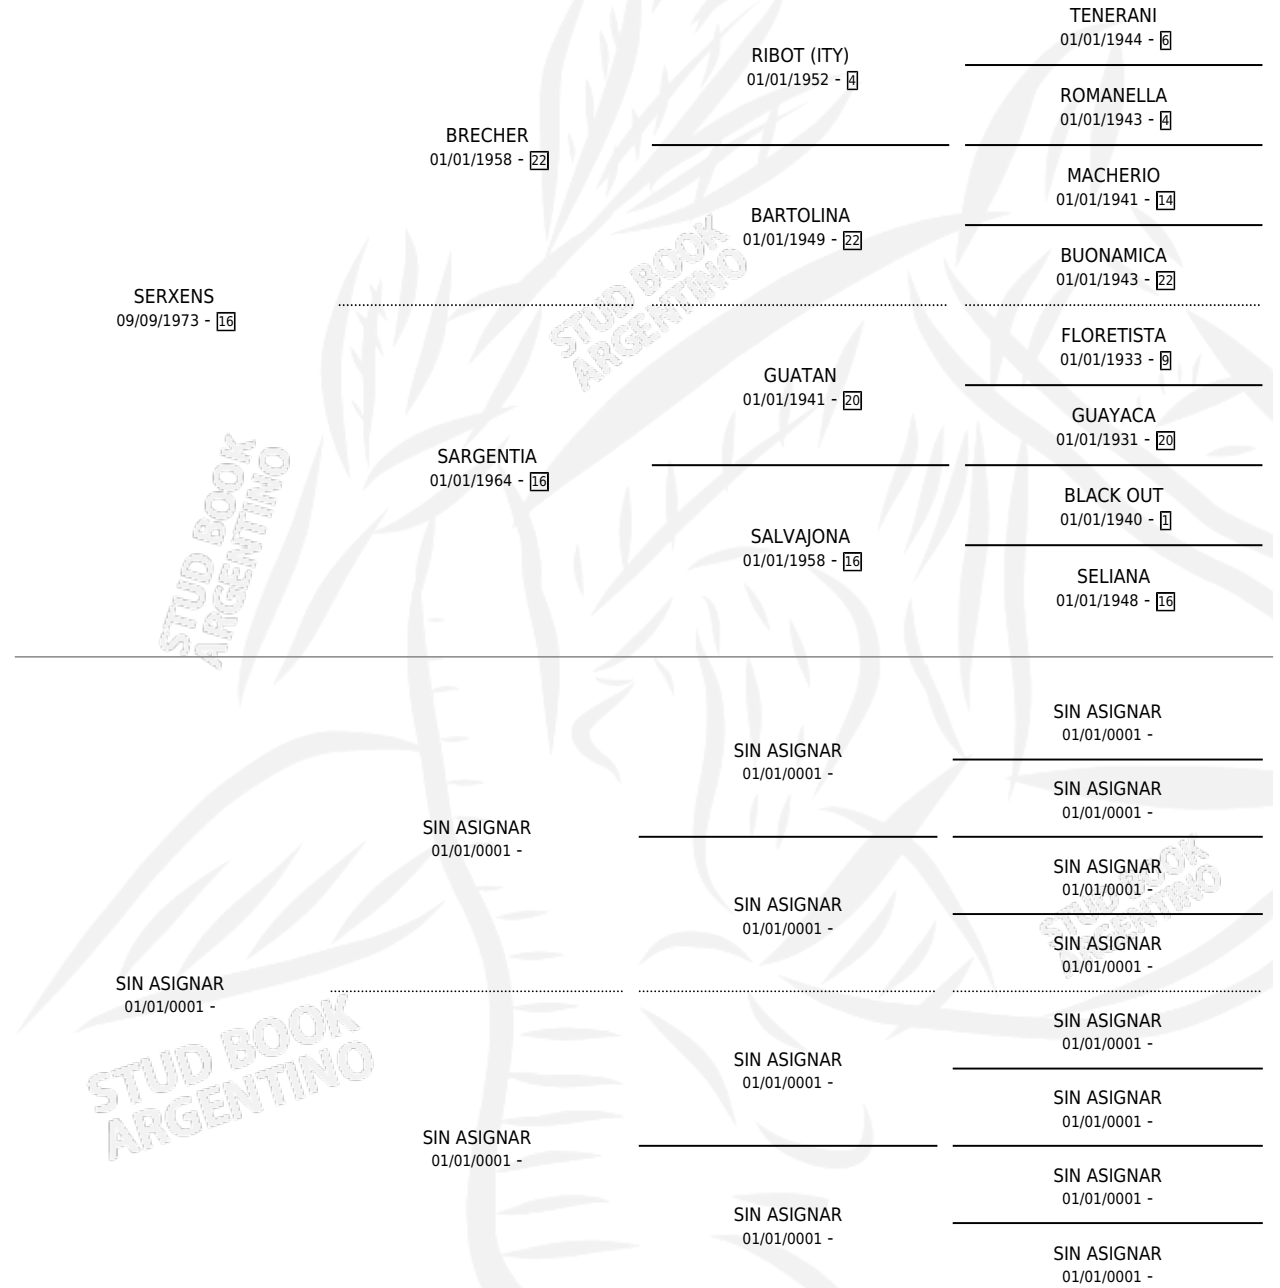 TENERANI
01/01/1944 - 6
RIBOT (ITY)
01/01/1952 - 4
ROMANELLA
01/01/1943 - 4
BRECHER
01/01/1958 - 22
MACHERIO
01/01/1941 - 14
BARTOLINA
01/01/1949 - 22
BUONAMICA
01/01/1943 - 22
SERXENS
09/09/1973 - 16
FLORETISTA
01/01/1933 - 9
GUATAN
01/01/1941 - 20
GUAYACA
01/01/1931 - 20
SARGENTIA
01/01/1964 - 16
BLACK OUT
01/01/1940 - 1
SALVAJONA
01/01/1958 - 16
SELIANA
01/01/1948 - 16
STUD BOOK
ARGENTINO
STUD BOOK
ARGENTINO
SIN ASIGNAR
01/01/0001 -
SIN ASIGNAR
01/01/0001 -
SIN ASIGNAR
01/01/0001 -
SIN ASIGNAR
01/01/0001 -
SIN ASIGNAR
01/01/0001 -
SIN ASIGNAR
01/01/0001 -
SIN ASIGNAR
01/01/0001 -
SIN ASIGNAR
01/01/0001 -
SIN ASIGNAR
01/01/0001 -
SIN ASIGNAR
01/01/0001 -
SIN ASIGNAR
01/01/0001 -
SIN ASIGNAR
01/01/0001 -
SIN ASIGNAR
01/01/0001 -
SIN ASIGNAR
01/01/0001 -
SIN ASIGNAR
01/01/0001 -
STUD BOOK
ARGENTINO
STUD BOOK
ARGENTINO